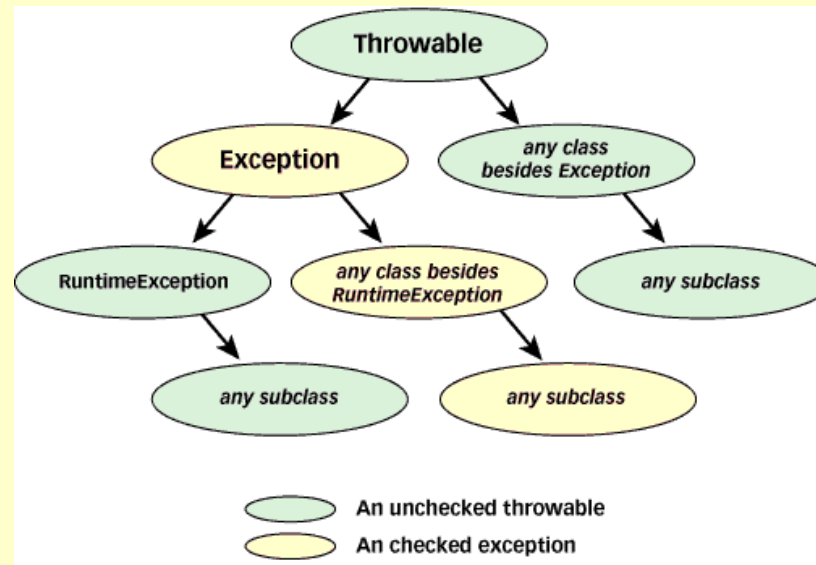 Throwable
Exception
any class
besides Exception
RuntimeException
any class besides
RuntimeException
any subclass
any subclass
any subclass
An unchecked throwable
An checked exception